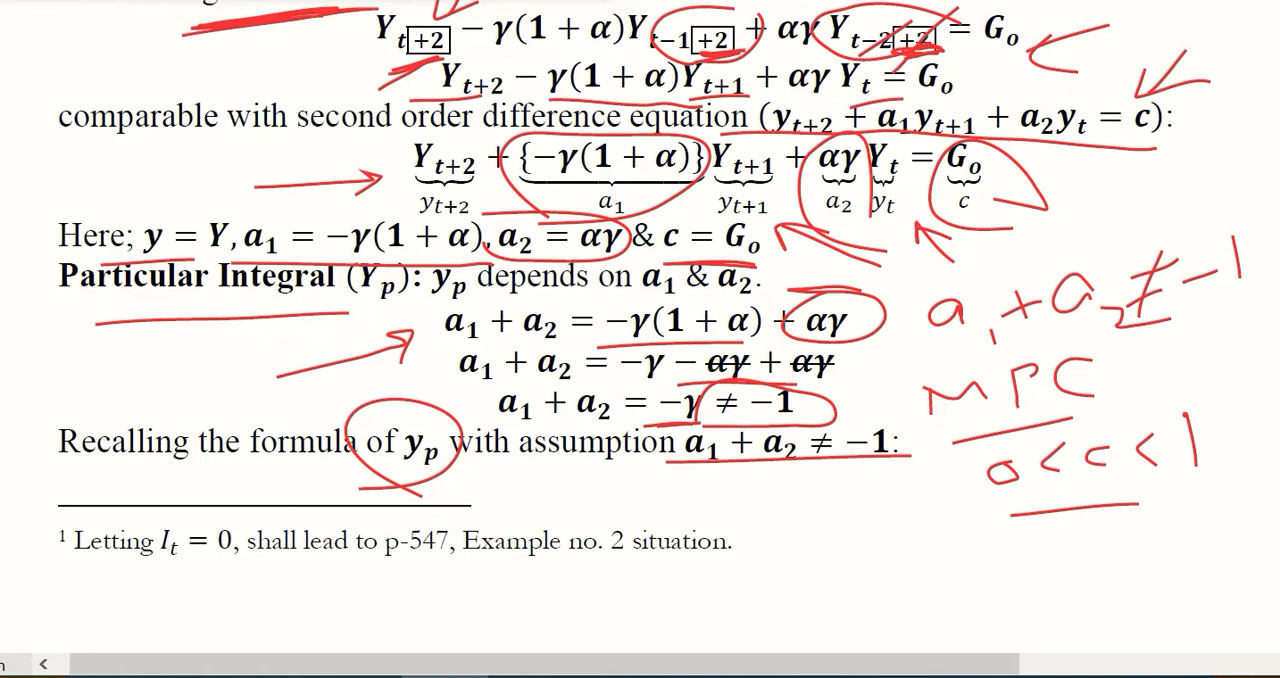 Y_{t[+2]} − γ(1 + α)Y_{t−1[+2]} + αγ Y_{t−2[+2]} = G_o
Y_{t+2} − γ(1 + α)Y_{t+1} + αγ Y_t = G_o
comparable with second order difference equation (y_{t+2} + a_1y_{t+1} + a_2y_t = c):
Y_{t+2} + {−γ(1 + α)}Y_{t+1} + αγ Y_t = G_o
y_{t+2} a_1 y_{t+1} a_2 y_t c
Here; y = Y, a_1 = −γ(1 + α), a_2 = αγ & c = G_o
Particular Integral (Y_p): y_p depends on a_1 & a_2.
a_1 + a_2 = −γ(1 + α) + αγ
a_1 + a_2 ≠ −1
a_1 + a_2 = −γ − αγ + αγ
MPC
a_1 + a_2 = −γ ≠ −1
Recalling the formula of y_p with assumption a_1 + a_2 ≠ −1:
0 < c < 1
¹ Letting I_t = 0, shall lead to p-547, Example no. 2 situation.